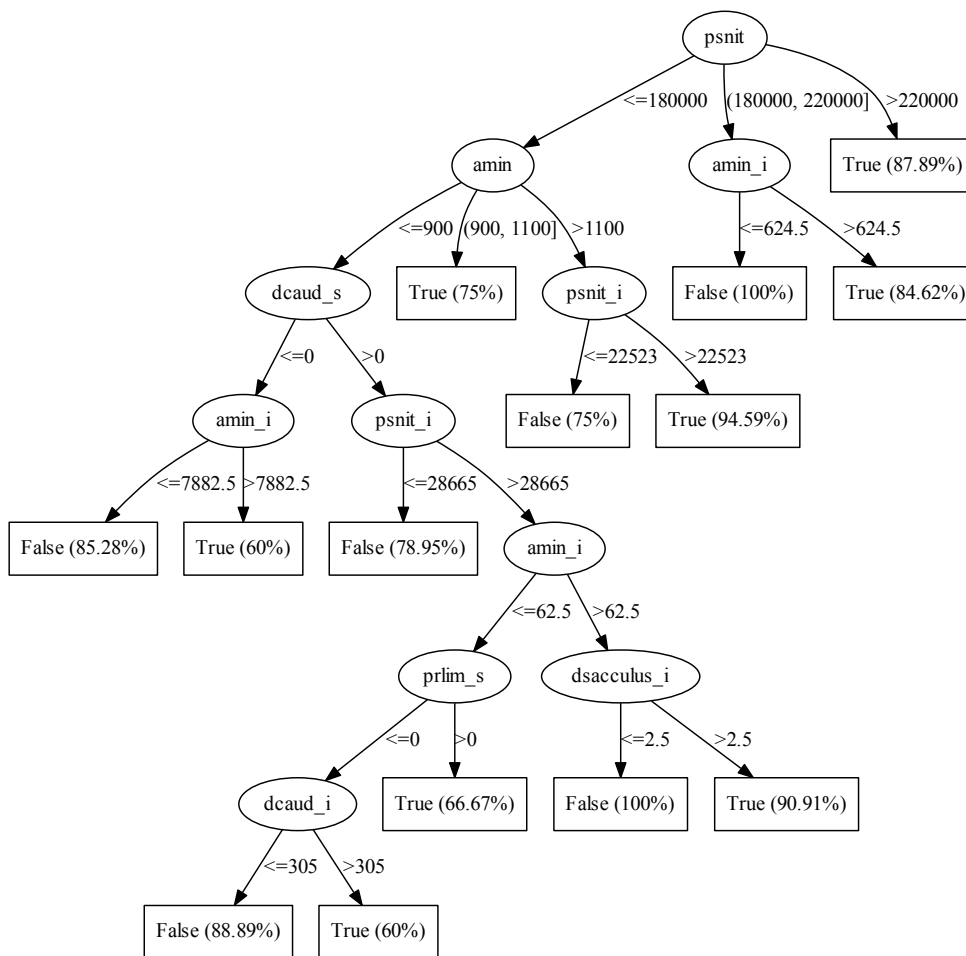 psnit
<=180000
(180000, 220000]
>220000
amin
amin_i
True (87.89%)
<=900
(900, 1100]
>1100
<=624.5
>624.5
dcaud_s
True (75%)
psnit_i
False (100%)
True (84.62%)
<=0
>0
<=22523
>22523
amin_i
psnit_i
False (75%)
True (94.59%)
<=7882.5
>7882.5
<=28665
>28665
False (85.28%)
True (60%)
False (78.95%)
amin_i
<=62.5
>62.5
prlim_s
dsacculus_i
<=0
>0
<=2.5
>2.5
dcaud_i
True (66.67%)
False (100%)
True (90.91%)
<=305
>305
False (88.89%)
True (60%)